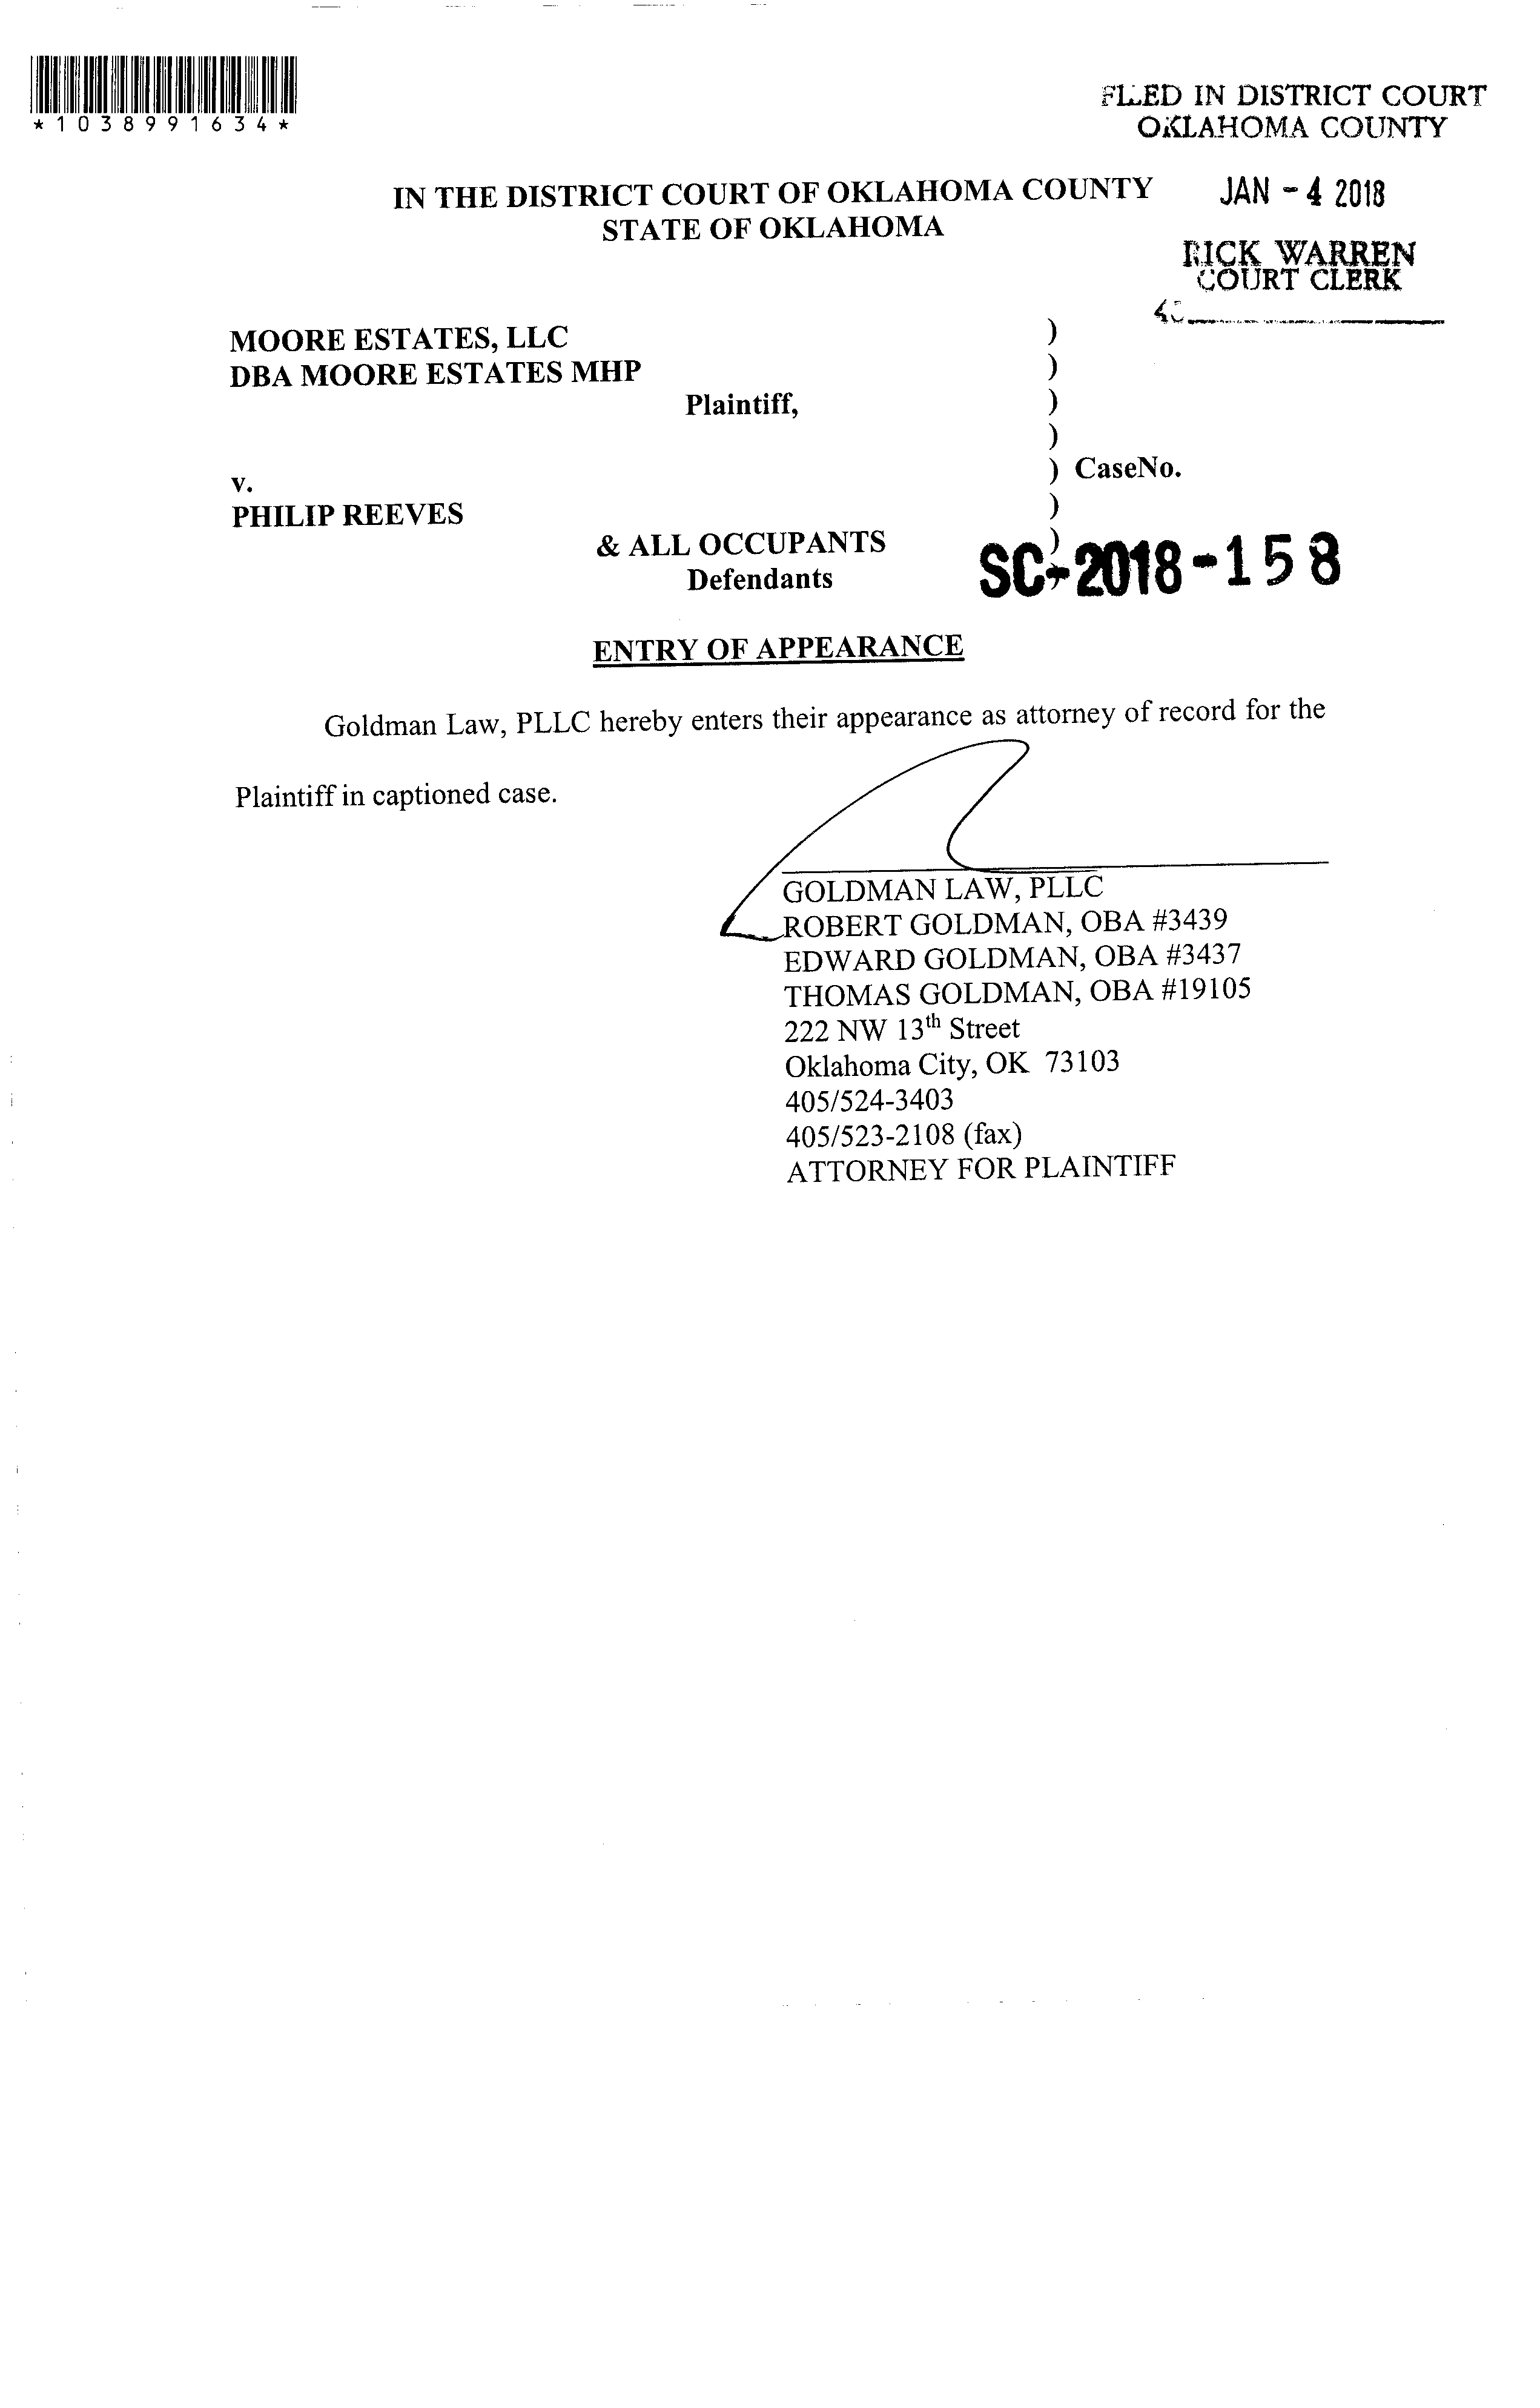 *1038991634*
FILED IN DISTRICT COURT
OKLAHOMA COUNTY
IN THE DISTRICT COURT OF OKLAHOMA COUNTY
STATE OF OKLAHOMA
JAN - 4 2018
RICK WARREN
COURT CLERK
MOORE ESTATES, LLC )
DBA MOORE ESTATES MHP )
Plaintiff, )
)
v. ) CaseNo.
PHILIP REEVES )
& ALL OCCUPANTS )
Defendants )
SC-2018-158
ENTRY OF APPEARANCE
Goldman Law, PLLC hereby enters their appearance as attorney of record for the
Plaintiff in captioned case.
GOLDMAN LAW, PLLC
ROBERT GOLDMAN, OBA #3439
EDWARD GOLDMAN, OBA #3437
THOMAS GOLDMAN, OBA #19105
222 NW 13th Street
Oklahoma City, OK 73103
405/524-3403
405/523-2108 (fax)
ATTORNEY FOR PLAINTIFF